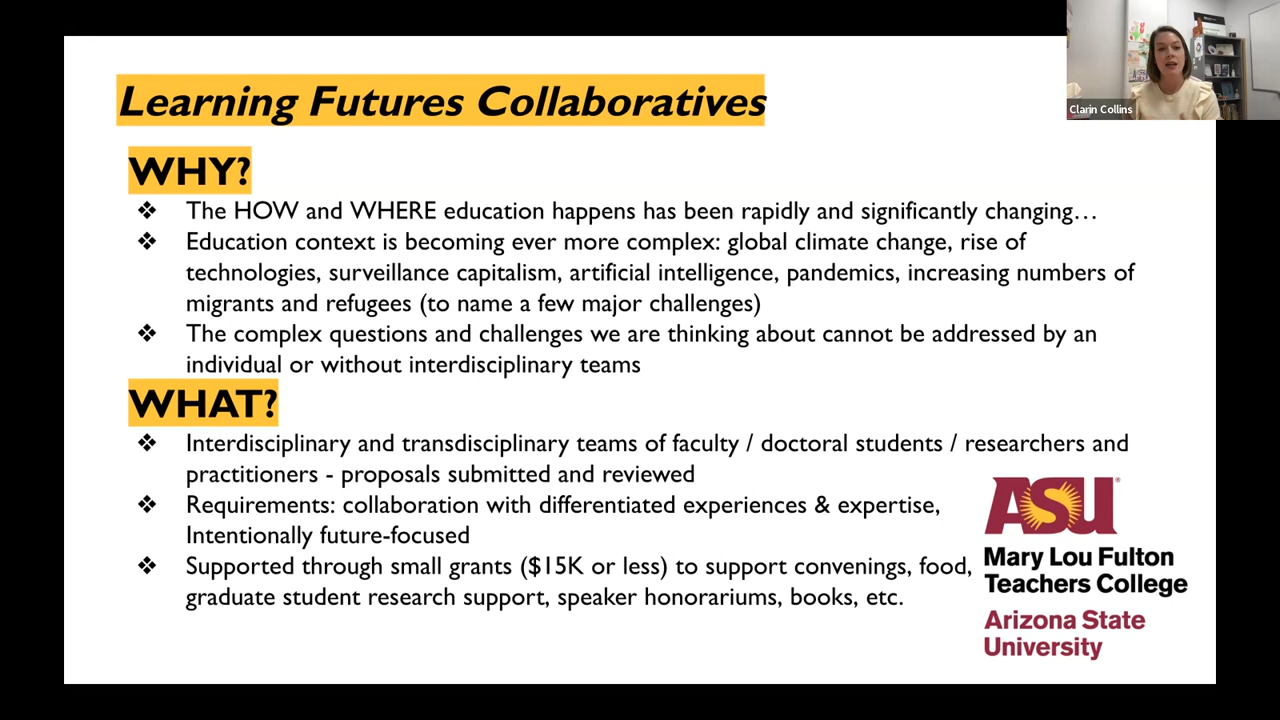 Learning Futures Collaboratives
Clarin Collins
WHY?
❖ The HOW and WHERE education happens has been rapidly and significantly changing…
❖ Education context is becoming ever more complex: global climate change, rise of
technologies, surveillance capitalism, artificial intelligence, pandemics, increasing numbers of
migrants and refugees (to name a few major challenges)
❖ The complex questions and challenges we are thinking about cannot be addressed by an
individual or without interdisciplinary teams
WHAT?
❖ Interdisciplinary and transdisciplinary teams of faculty / doctoral students / researchers and
practitioners - proposals submitted and reviewed
❖ Requirements: collaboration with differentiated experiences & expertise,
Intentionally future-focused
❖ Supported through small grants ($15K or less) to support convenings, food,
graduate student research support, speaker honorariums, books, etc.
ASU®
Mary Lou Fulton
Teachers College
Arizona State
University